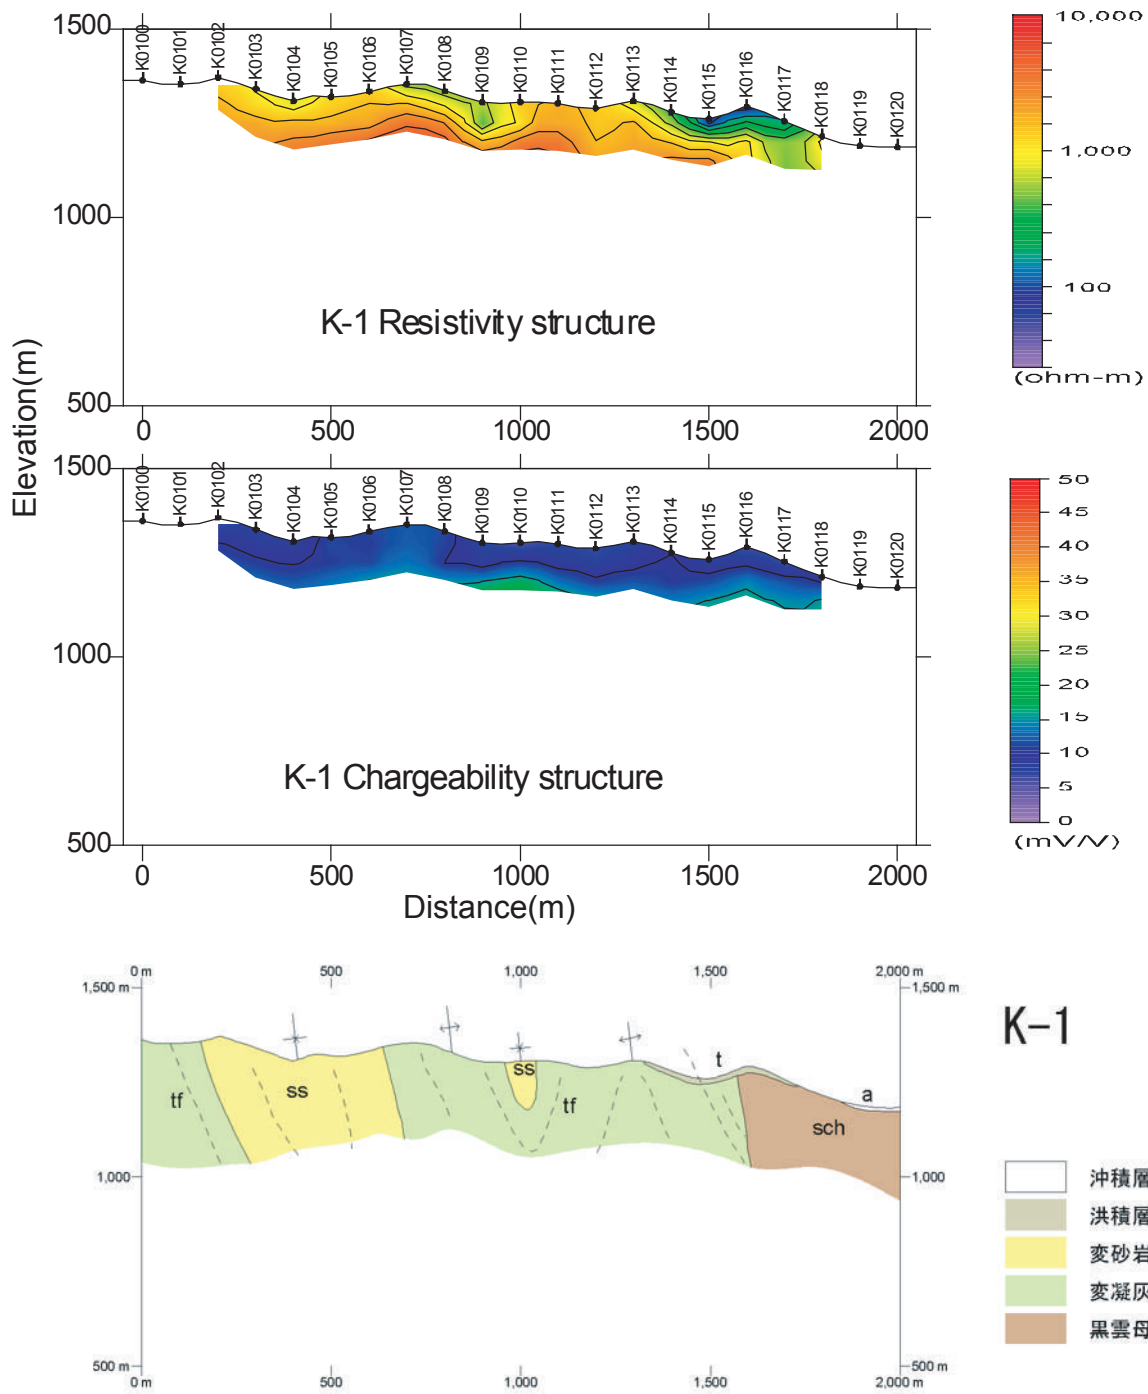 1500
K0100 K0101 K0102 K0103 K0104 K0105 K0106 K0107 K0108 K0109 K0110 K0111 K0112 K0113 K0114 K0115 K0116 K0117 K0118 K0119 K0120
1000
500
K-1 Resistivity structure
0 500 1000 1500 2000
10,000
1,000
100
(ohm-m)
Elevation(m)
1500
K0100 K0101 K0102 K0103 K0104 K0105 K0106 K0107 K0108 K0109 K0110 K0111 K0112 K0113 K0114 K0115 K0116 K0117 K0118 K0119 K0120
1000
500
K-1 Chargeability structure
0 500 1000 1500 2000
Distance(m)
50
45
40
35
30
25
20
15
10
5
0
(mV/V)
0 m 500 1,000 1,500 2,000 m
1,500 m 1,500 m
K-1
tf ss ss tf t sch a
1,000 1,000
500 m 500 m
0 m 500 1,000 1,500 2,000 m
沖積層
洪積層
変砂岩
変凝灰
黒雲母